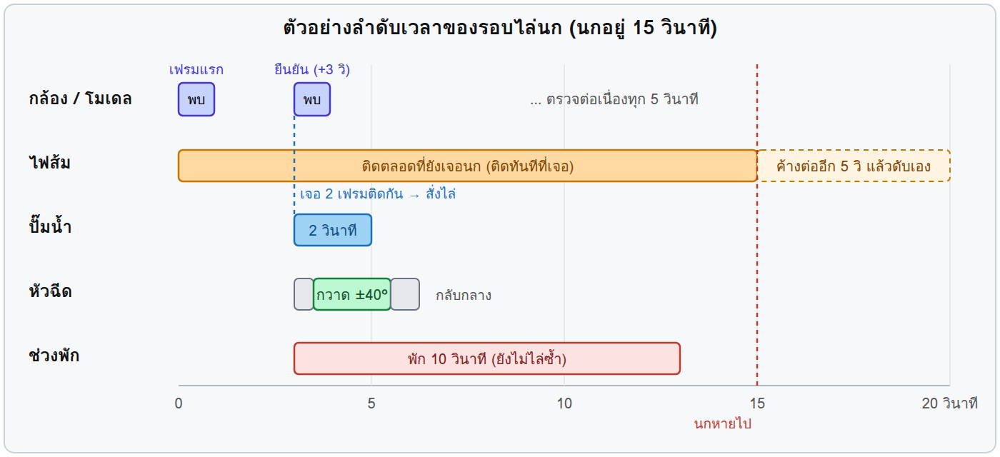 ตัวอย่างลำดับเวลาของรอบไล่นก (นกอยู่ 15 วินาที)
เฟรมแรก
ยืนยัน (+3 วิ)
กล้อง / โมเดล
พบ
พบ
... ตรวจต่อเนื่องทุก 5 วินาที
ไฟส้ม
ติดตลอดที่ยังเจอนก (ติดทันทีที่เจอ)
ค้างต่ออีก 5 วิ แล้วดับเอง
เจอ 2 เฟรมติดกัน → สั่งไล่
ปั๊มน้ำ
2 วินาที
หัวฉีด
กวาด ±40°
กลับกลาง
ช่วงพัก
พัก 10 วินาที (ยังไม่ไล่ซ้ำ)
0
5
10
15
20 วินาที
นกหายไป